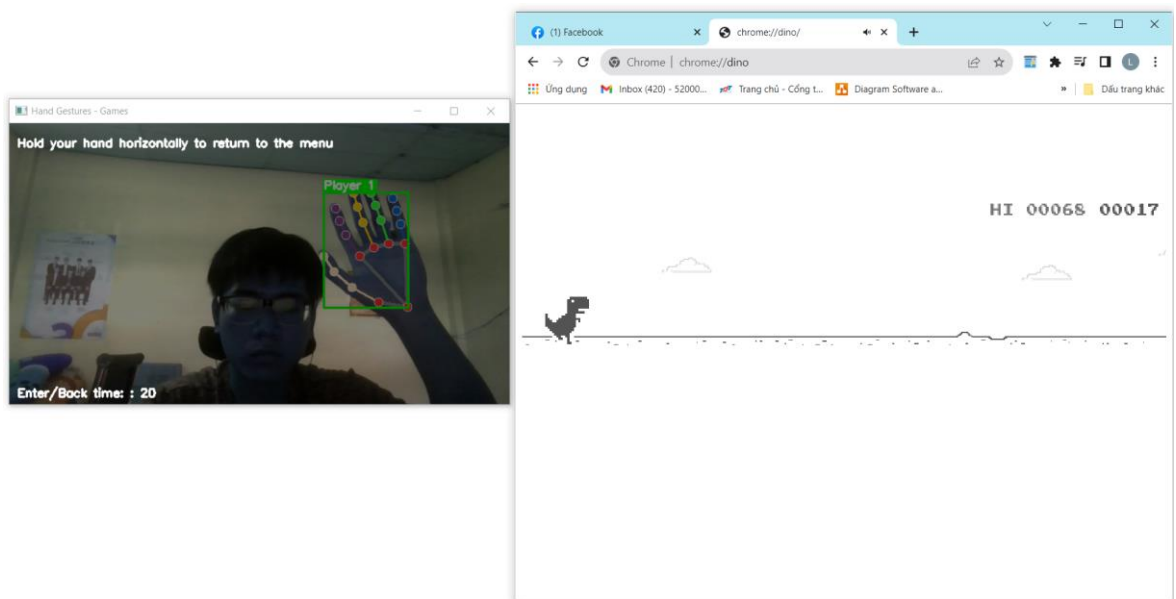 Hand Gestures - Games
Hold your hand horizontally to return to the menu
Player 1
Enter/Back time: : 20
(1) Facebook
chrome://dino/
Chrome | chrome://dino
L
Ứng dụng
Inbox (420) - 52000...
Trang chủ - Cổng t...
Diagram Software a...
»
Dấu trang khác
HI 00068 00017